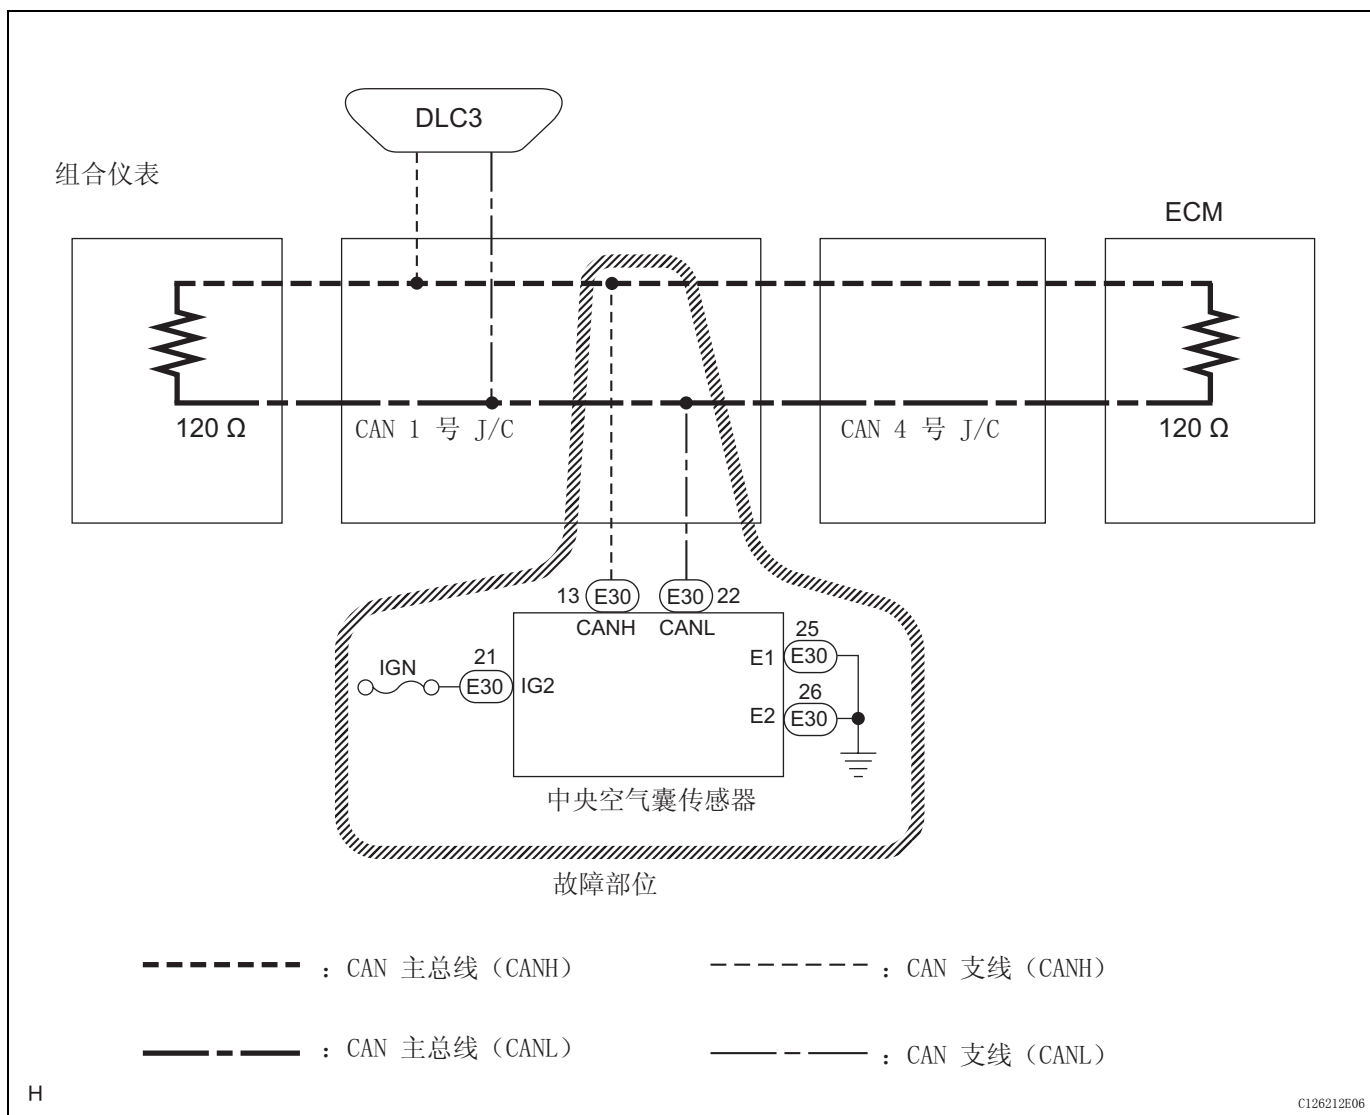 DLC3
组合仪表
ECM
120 Ω
CAN 1 号 J/C
CAN 4 号 J/C
120 Ω
13 E30
E30 22
CANH CANL
25
E1 E30
IGN
21
E30 IG2
26
E2 E30
中央空气囊传感器
故障部位
：CAN 主总线（CANH）
：CAN 支线（CANH）
：CAN 主总线（CANL）
：CAN 支线（CANL）
H
C126212E06